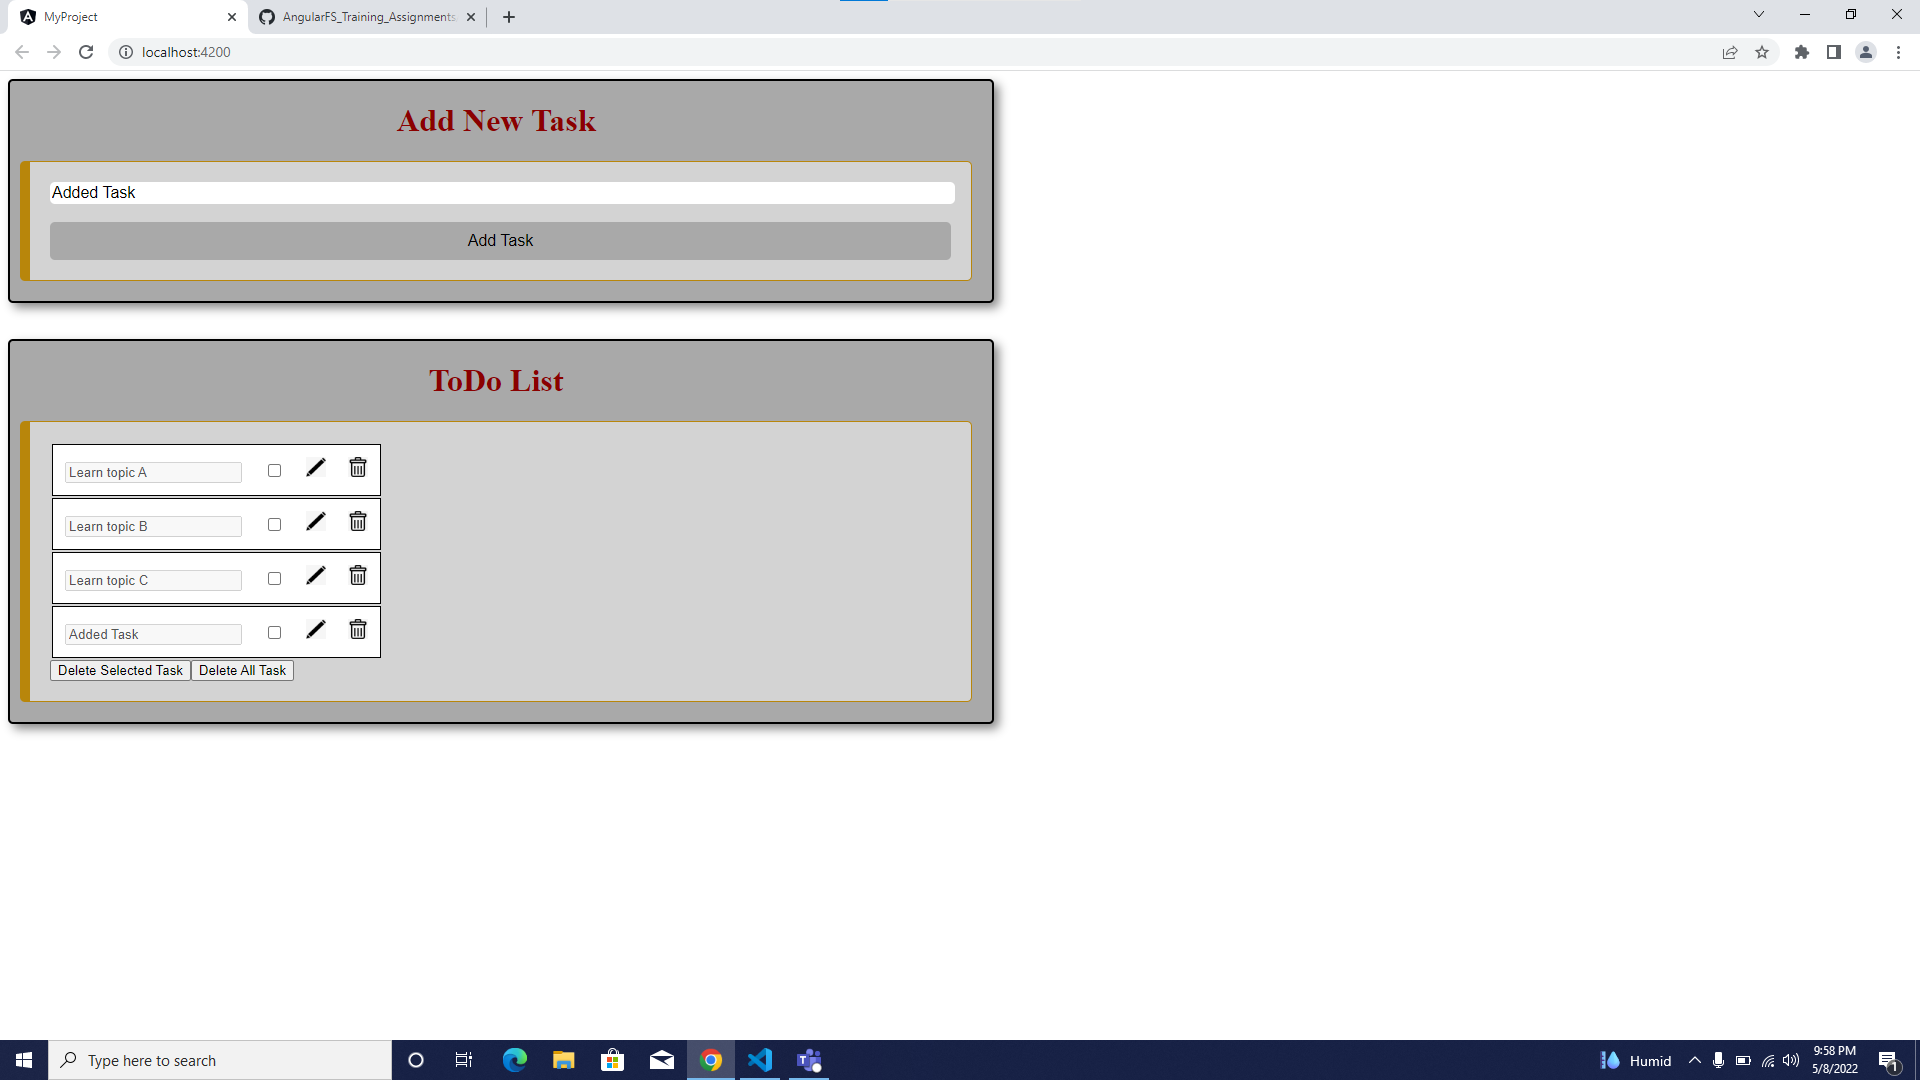 MyProject
AngularFS_Training_Assignments
localhost:4200
Add New Task
Added Task
Add Task
ToDo List
Learn topic A
Learn topic B
Learn topic C
Added Task
Delete Selected Task Delete All Task
Type here to search
Humid
9:58 PM
5/8/2022
1